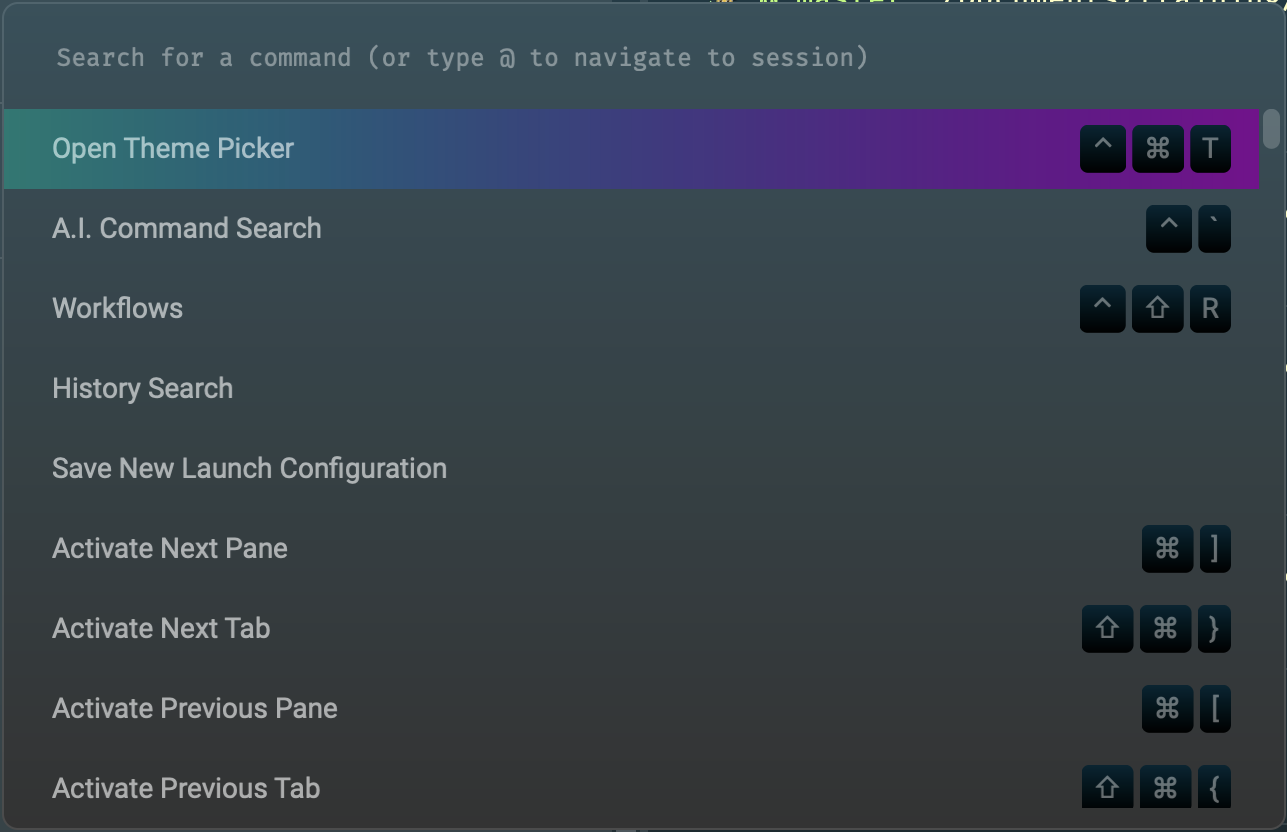 Search for a command (or type @ to navigate to session)
Open Theme Picker ^ ⌘ T
A.I. Command Search ^ `
Workflows ^ ⇧ R
History Search
Save New Launch Configuration
Activate Next Pane ⌘ ]
Activate Next Tab ⇧ ⌘ }
Activate Previous Pane ⌘ [
Activate Previous Tab ⇧ ⌘ {